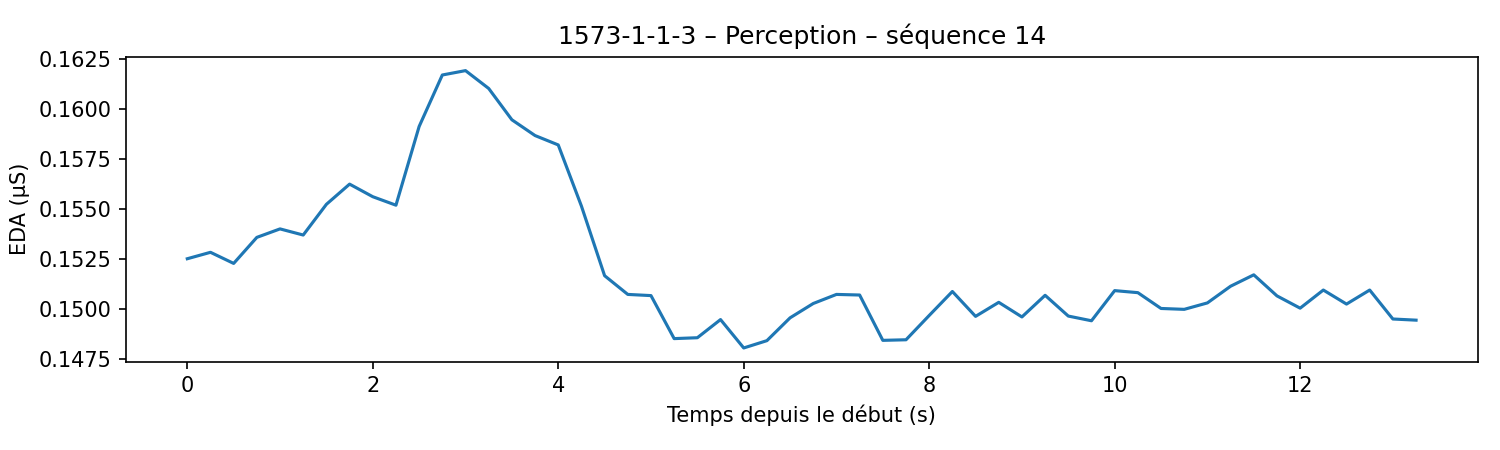 1573-1-1-3 – Perception – séquence 14
EDA (µS)
0.1625
0.1600
0.1575
0.1550
0.1525
0.1500
0.1475
0 2 4 6 8 10 12
Temps depuis le début (s)